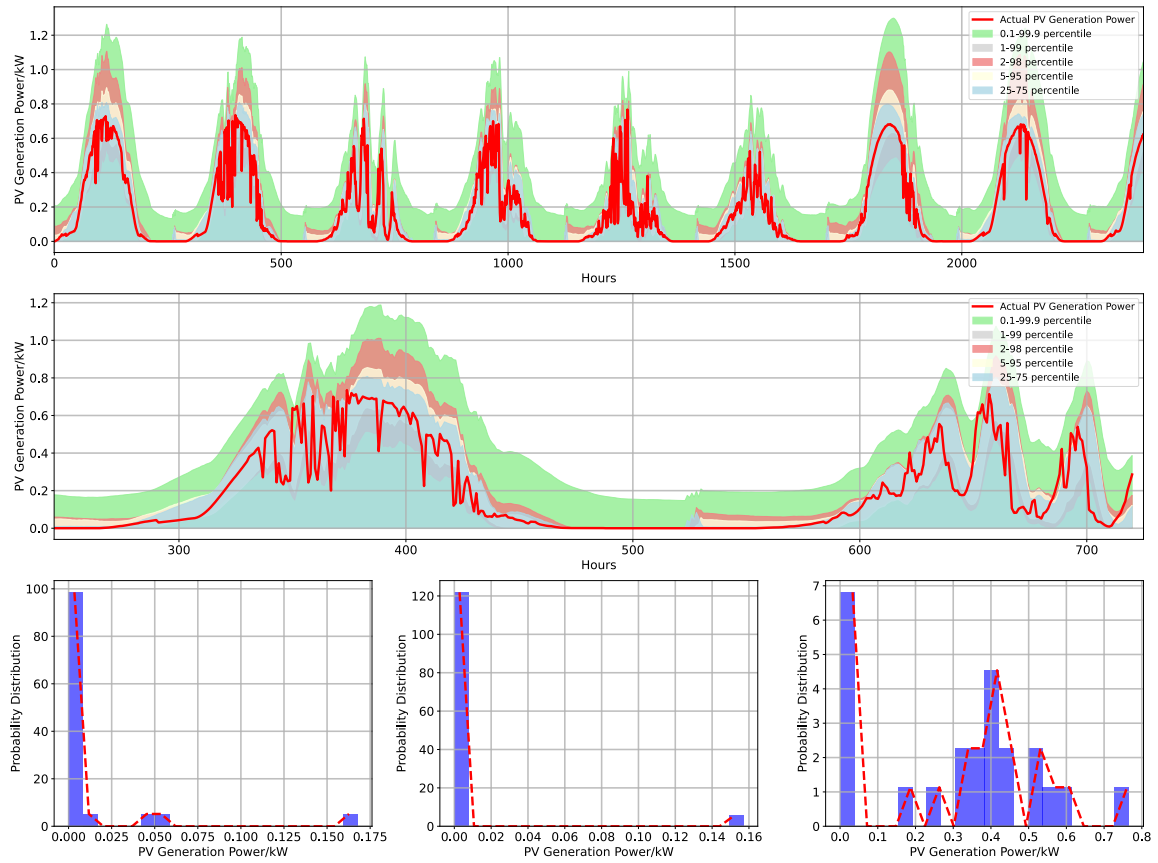 PV Generation Power/kW
1.2
1.0
0.8
0.6
0.4
0.2
0.0
Actual PV Generation Power
0.1-99.9 percentile
1-99 percentile
2-98 percentile
5-95 percentile
25-75 percentile
0 500 1000 1500 2000
Hours
PV Generation Power/kW
1.2
1.0
0.8
0.6
0.4
0.2
0.0
Actual PV Generation Power
0.1-99.9 percentile
1-99 percentile
2-98 percentile
5-95 percentile
25-75 percentile
300 400 500 600 700
Hours
Probability Distribution
100
80
60
40
20
0
0.000 0.025 0.050 0.075 0.100 0.125 0.150 0.175
PV Generation Power/kW
Probability Distribution
120
100
80
60
40
20
0
0.00 0.02 0.04 0.06 0.08 0.10 0.12 0.14 0.16
PV Generation Power/kW
Probability Distribution
7
6
5
4
3
2
1
0
0.0 0.1 0.2 0.3 0.4 0.5 0.6 0.7 0.8
PV Generation Power/kW